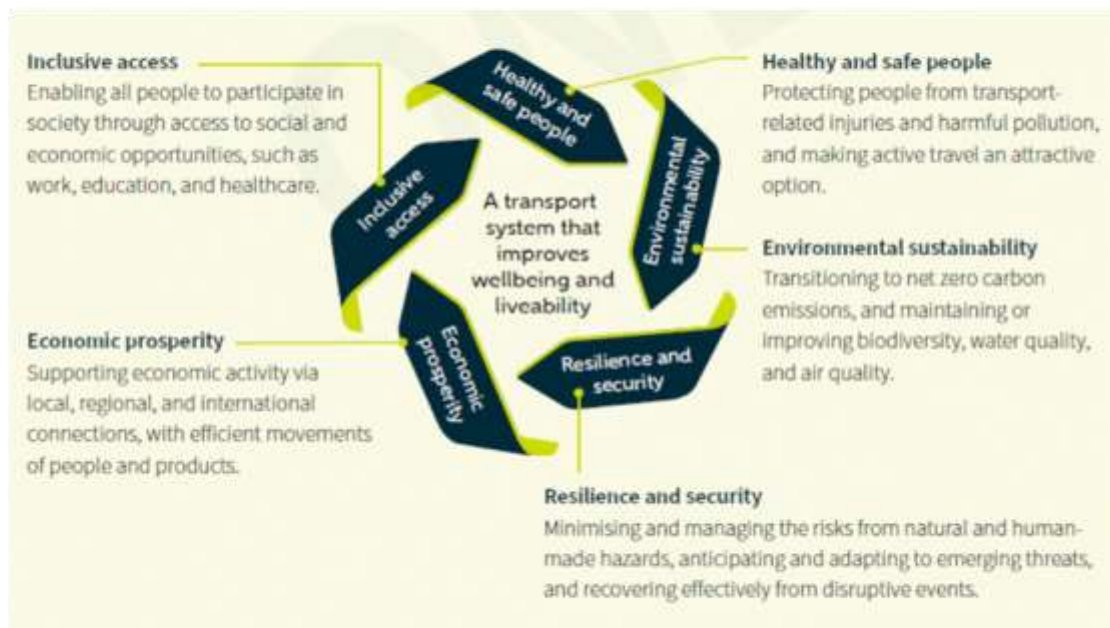 Inclusive access
Enabling all people to participate in
society through access to social and
economic opportunities, such as
work, education, and healthcare.
Healthy and
safe people
Healthy and safe people
Protecting people from transport-
related injuries and harmful pollution,
and making active travel an attractive
option.
Inclusive
access
A transport
system that
improves
wellbeing and
liveability
Environmental
sustainability
Environmental sustainability
Transitioning to net zero carbon
emissions, and maintaining or
improving biodiversity, water quality,
and air quality.
Economic prosperity
Supporting economic activity via
local, regional, and international
connections, with efficient movements
of people and products.
Economic
prosperity
Resilience and
security
Resilience and security
Minimising and managing the risks from natural and human-
made hazards, anticipating and adapting to emerging threats,
and recovering effectively from disruptive events.